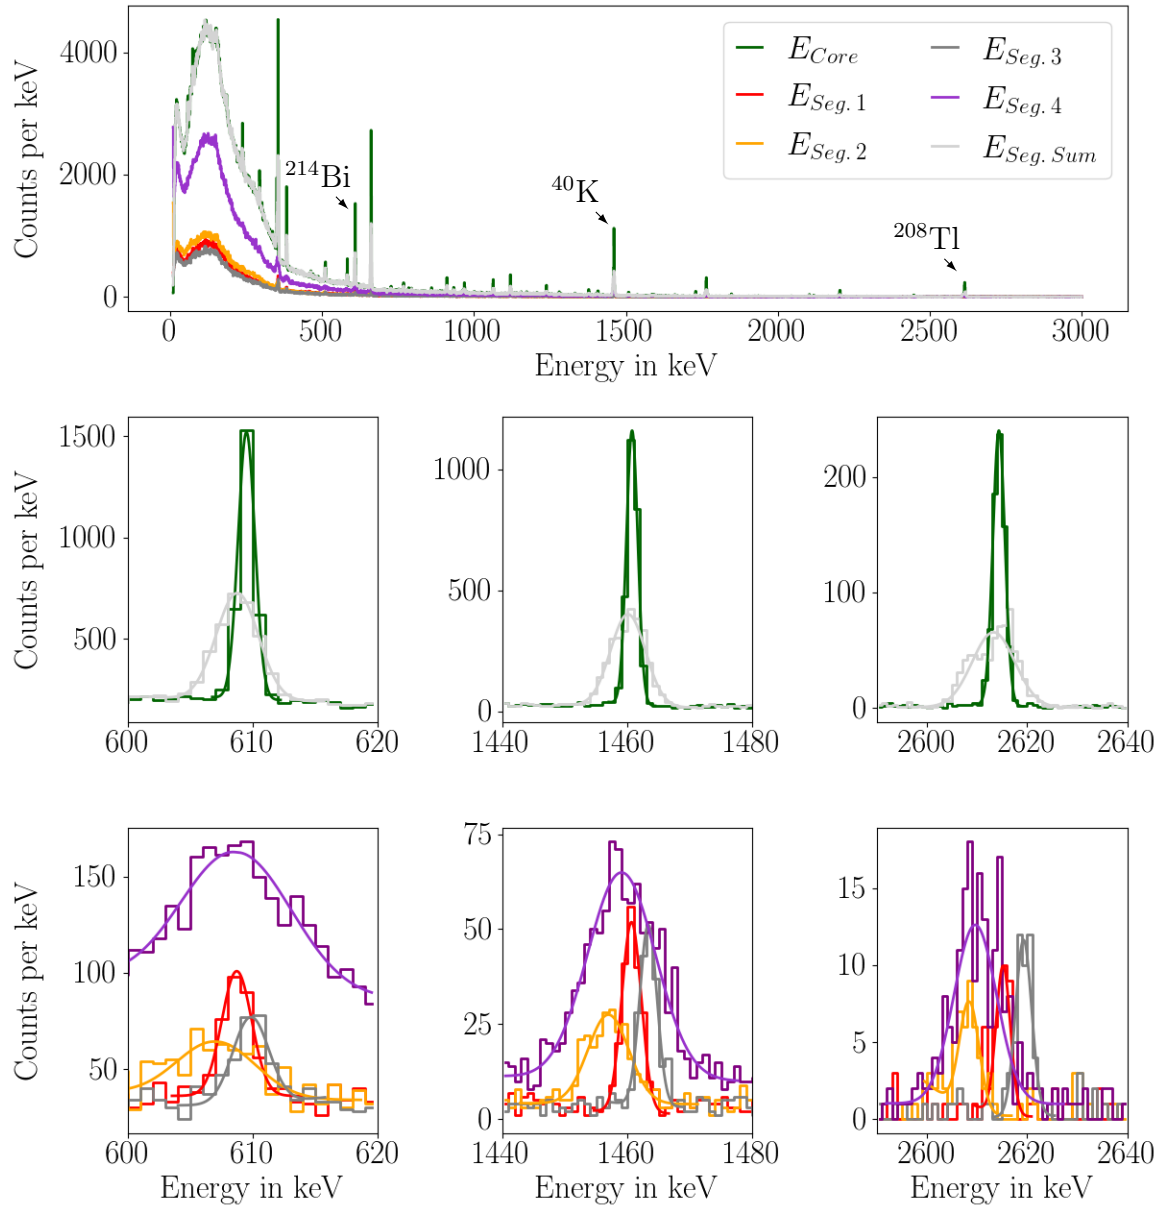 Counts per keV
4000
2000
0
E_Core
E_Seg. 1
E_Seg. 2
E_Seg. 3
E_Seg. 4
E_Seg. Sum
²¹⁴Bi
⁴⁰K
²⁰⁸Tl
0 500 1000 1500 2000 2500 3000
Energy in keV
Counts per keV
1500
1000
500
600 610 620
1000
500
0
1440 1460 1480
200
100
0
2600 2620 2640
Counts per keV
150
100
50
600 610 620
Energy in keV
75
50
25
0
1440 1460 1480
Energy in keV
15
10
5
0
2600 2620 2640
Energy in keV